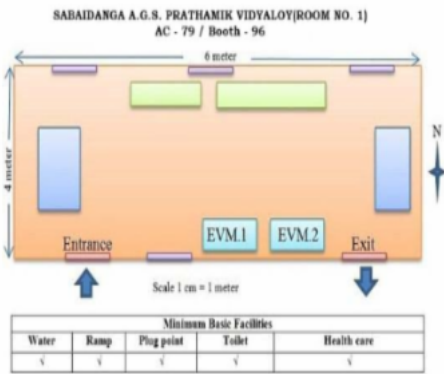 SABAIDANGA A.G.S. PRATHAMIK VIDYALOY(ROOM NO. 1)
AC - 79 / Booth - 96
6 meter
N
4 meter
EVM.1 EVM.2
Entrance Exit
Scale 1 cm = 1 meter
Minimum Basic Facilities
Water Ramp Plug point Toilet Health care
√ √ √ √ √